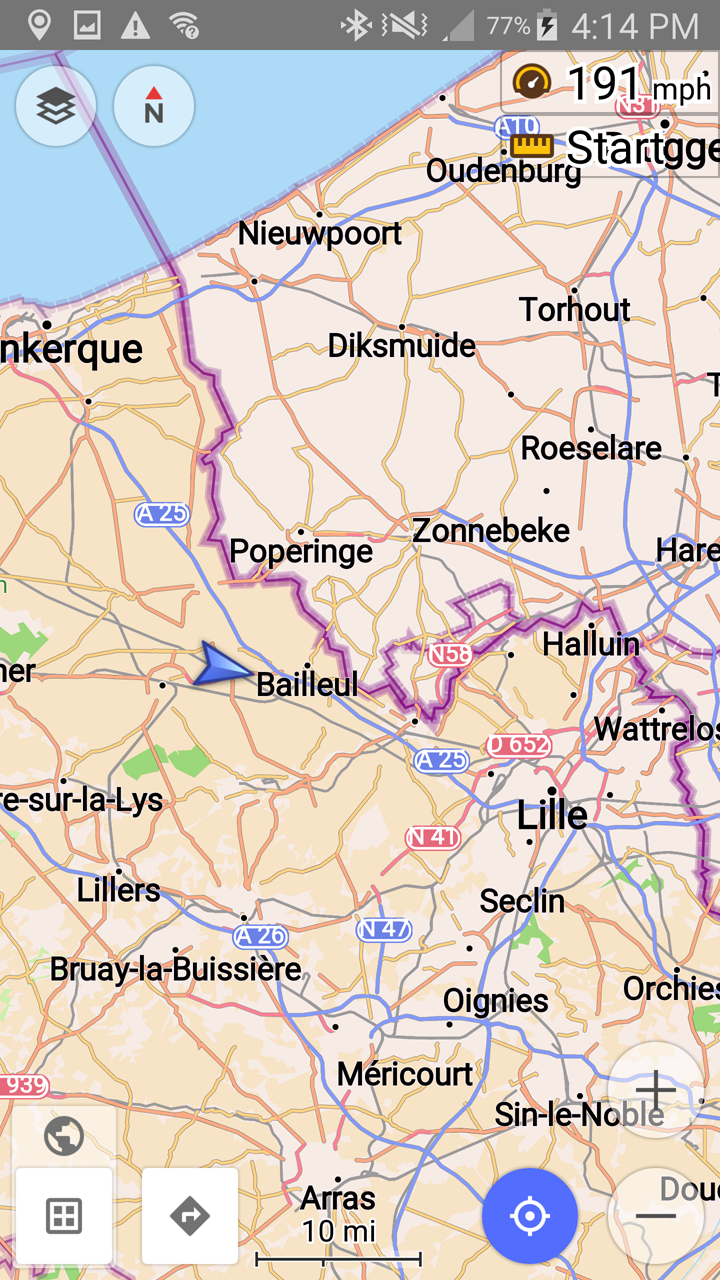 77% 4:14 PM
N
191 mph
N31
A10
Startgge
Oudenburg
Nieuwpoort
Torhout
nkerque
Diksmuide
T
Roeselare
A 25
Zonnebeke
Poperinge
Hare
n
N58
Halluin
ner
Bailleul
Wattrelos
D 652
A 25
re-sur-la-Lys
Lille
N 41
Lillers
Seclin
A 26
N 47
Bruay-la-Buissière
Orchies
Oignies
Méricourt
939
Sin-le-Noble
Dou
Arras
10 mi